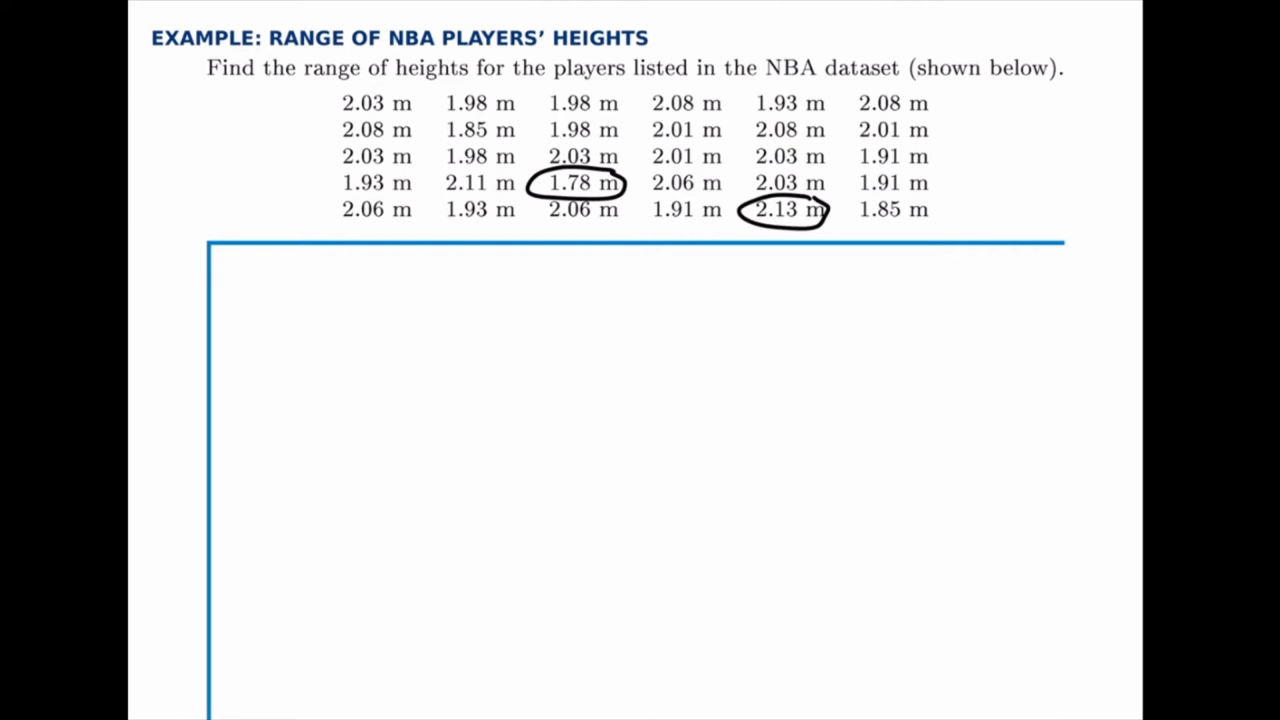 EXAMPLE: RANGE OF NBA PLAYERS’ HEIGHTS
Find the range of heights for the players listed in the NBA dataset (shown below).
2.03 m 1.98 m 1.98 m 2.08 m 1.93 m 2.08 m
2.08 m 1.85 m 1.98 m 2.01 m 2.08 m 2.01 m
2.03 m 1.98 m 2.03 m 2.01 m 2.03 m 1.91 m
1.93 m 2.11 m 1.78 m 2.06 m 2.03 m 1.91 m
2.06 m 1.93 m 2.06 m 1.91 m 2.13 m 1.85 m